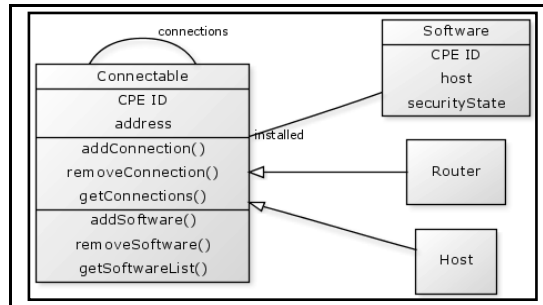 connections
Connectable
CPE ID
address
addConnection()
removeConnection()
getConnections()
addSoftware()
removeSoftware()
getSoftwareList()
installed
Software
CPE ID
host
securityState
Router
Host